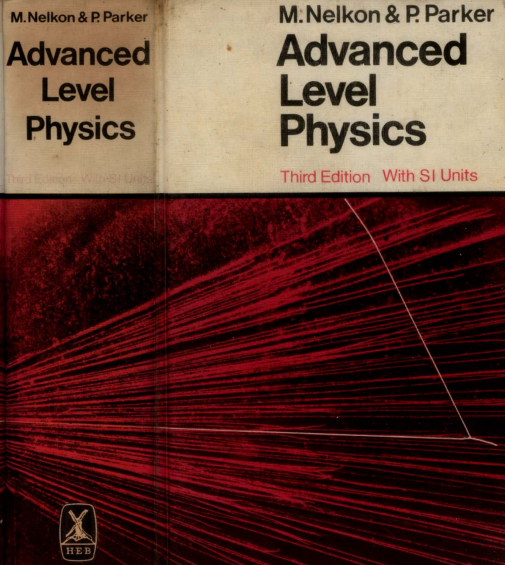 M. Nelkon & P. Parker
Advanced
Level
Physics
Third Edition With SI Units
HEB
M. Nelkon & P. Parker
Advanced
Level
Physics
Third Edition With SI Units